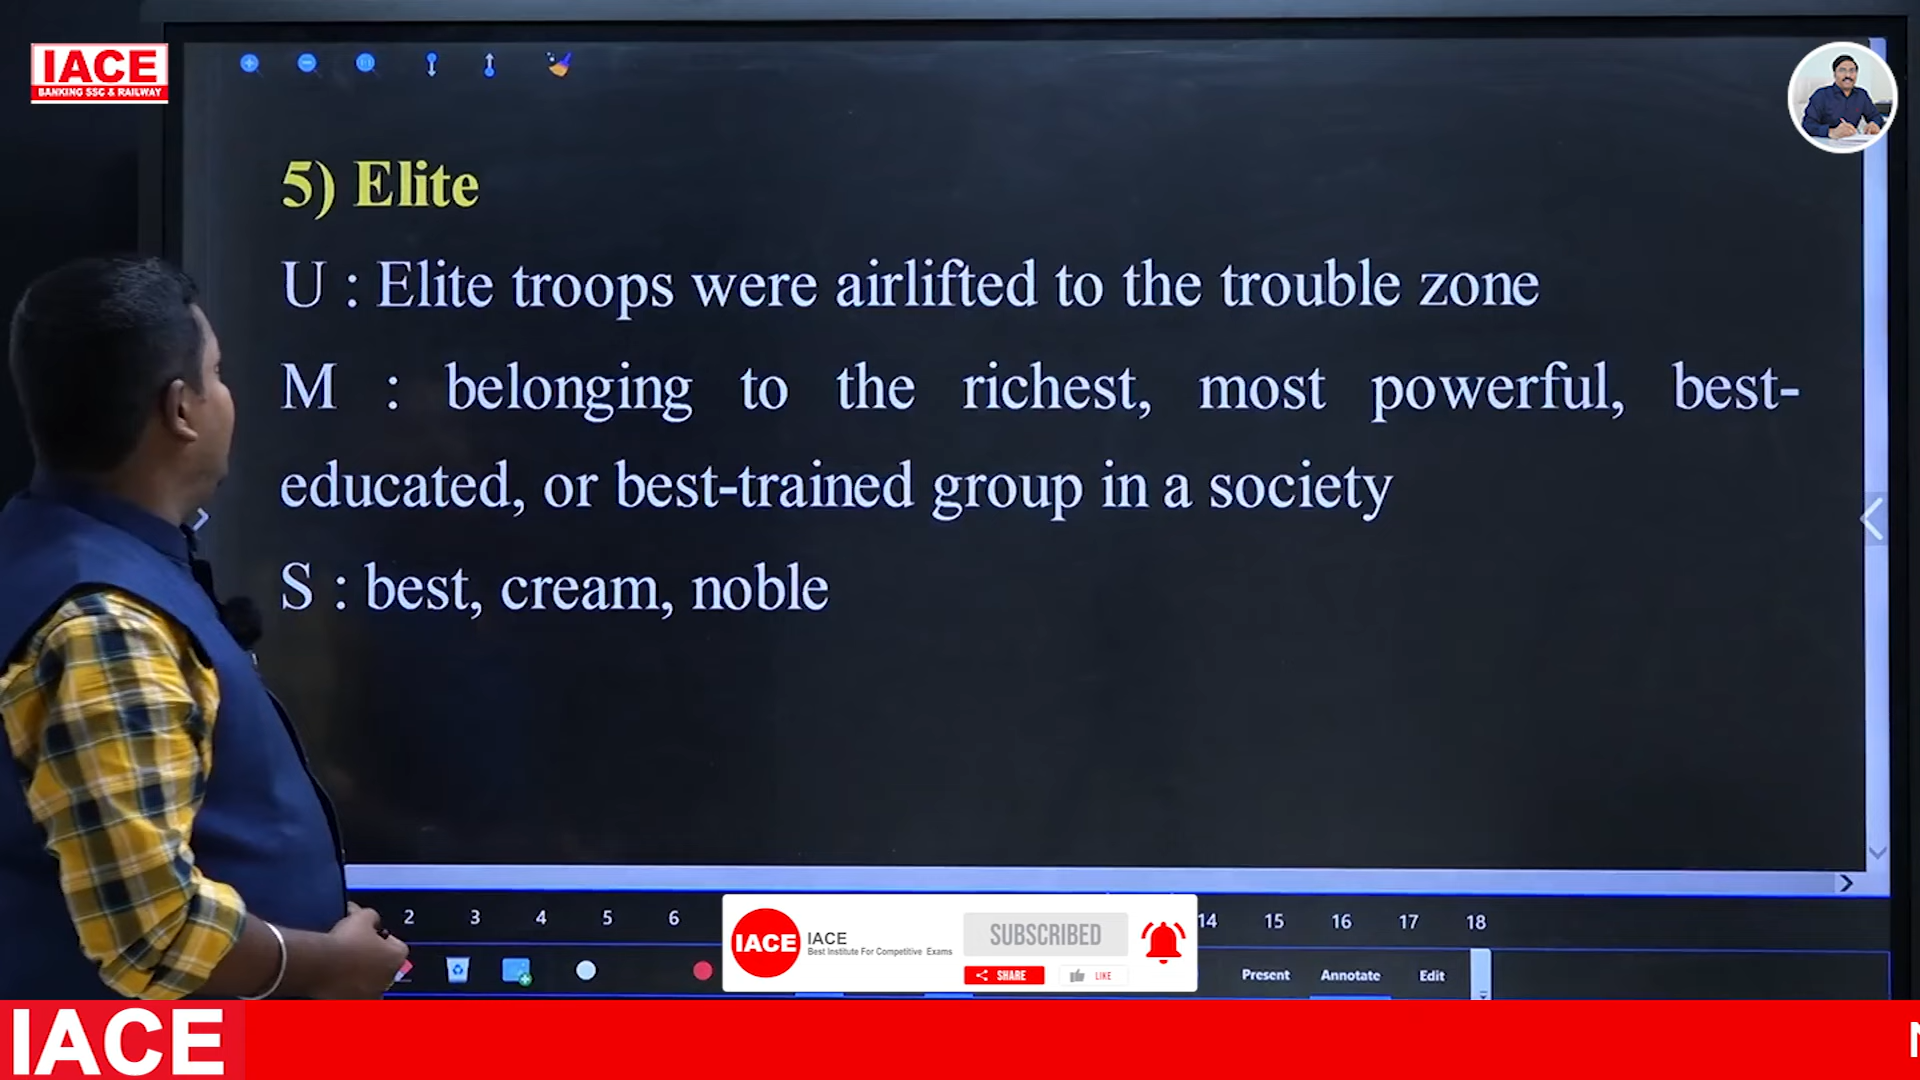 IACE
BANKING SSC & RAILWAY
5) Elite
U : Elite troops were airlifted to the trouble zone
M : belonging to the richest, most powerful, best-
educated, or best-trained group in a society
S : best, cream, noble
2 3 4 5 6 14 15 16 17 18
IACE
IACE
Best Institute For Competitive Exams
SUBSCRIBED
SHARE
LIKE
Present Annotate Edit
IACE